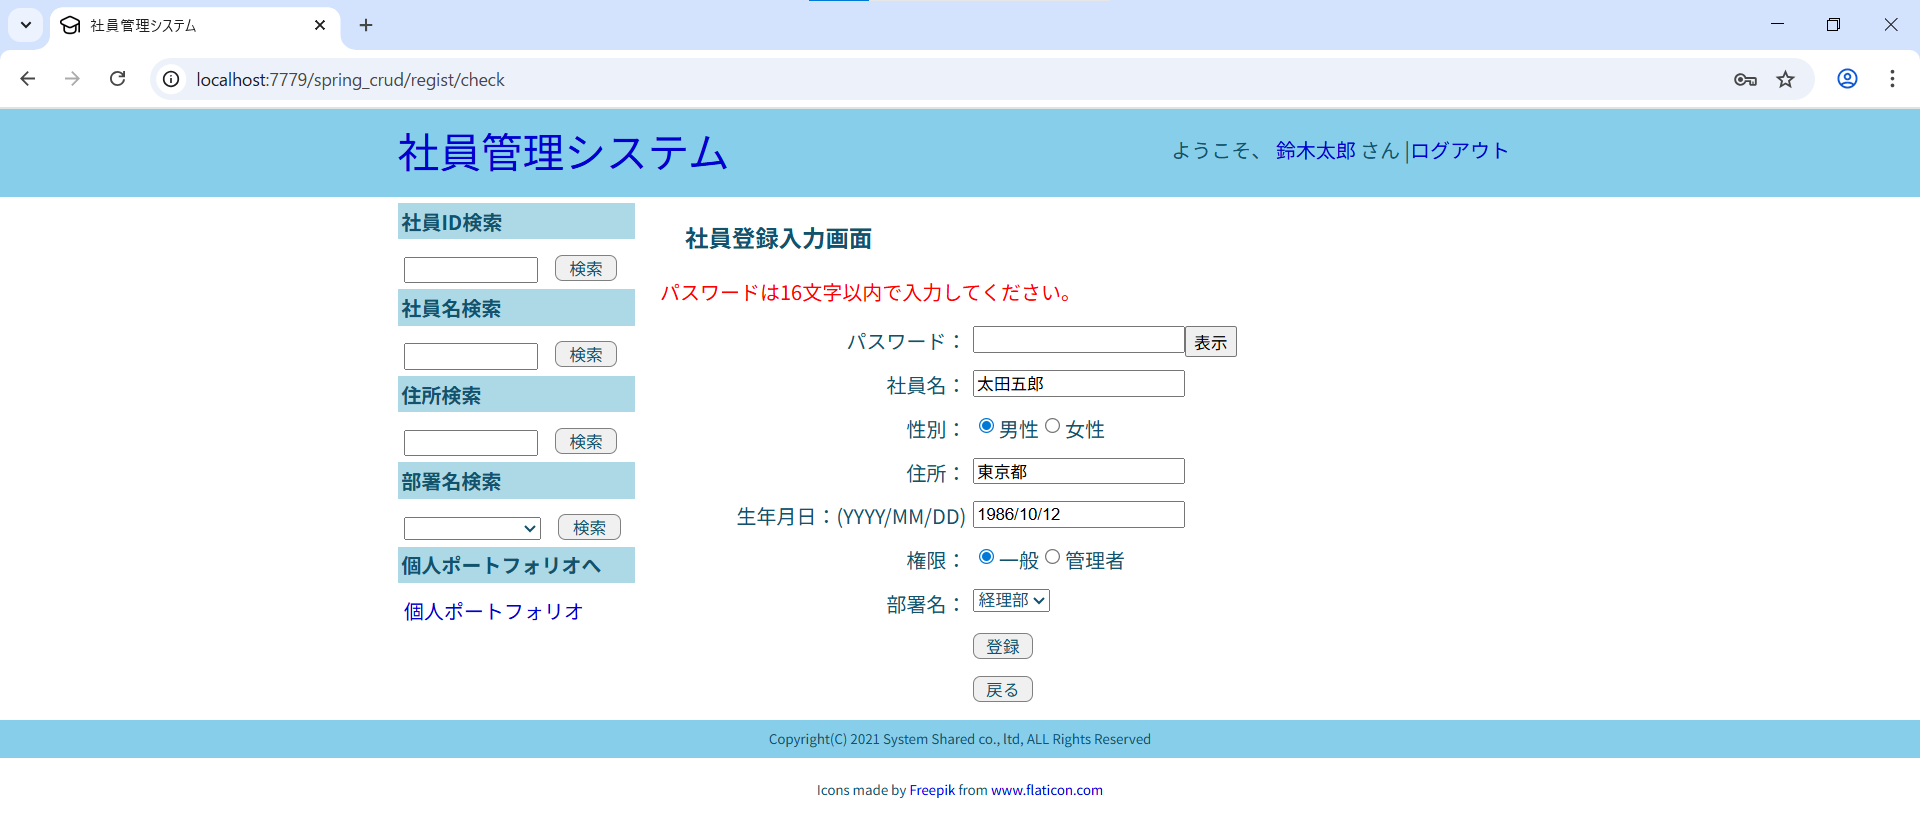 社員管理システム
localhost:7779/spring_crud/regist/check
社員管理システム
ようこそ、 鈴木太郎 さん |ログアウト
社員ID検索
検索
社員名検索
検索
住所検索
検索
部署名検索
検索
個人ポートフォリオへ
個人ポートフォリオ
社員登録入力画面
パスワードは16文字以内で入力してください。
パスワード： 表示
社員名： 太田五郎
性別： 男性 女性
住所： 東京都
生年月日：(YYYY/MM/DD) 1986/10/12
権限： 一般 管理者
部署名： 経理部
登録
戻る
Copyright(C) 2021 System Shared co., ltd, ALL Rights Reserved
Icons made by Freepik from www.flaticon.com